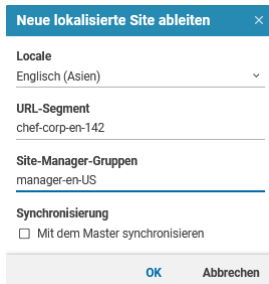 Neue lokalisierte Site ableiten
Locale
Englisch (Asien)
URL-Segment
chef-corp-en-142
Site-Manager-Gruppen
manager-en-US
Synchronisierung
Mit dem Master synchronisieren
OK Abbrechen